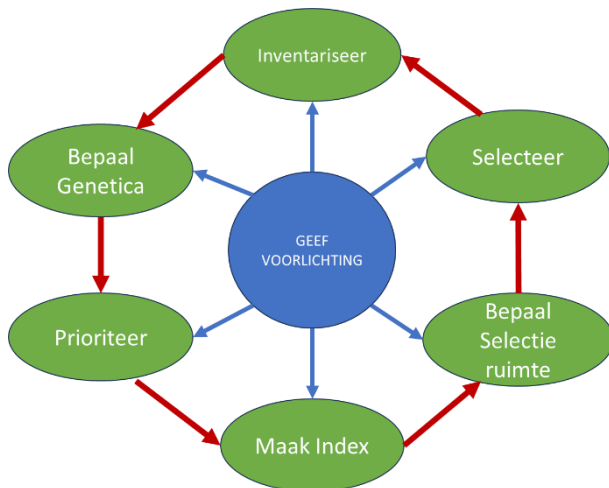 Inventariseer
Bepaal
Genetica
Selecteer
GEEF
VOORLICHTING
Prioriteer
Bepaal
Selectie
ruimte
Maak Index